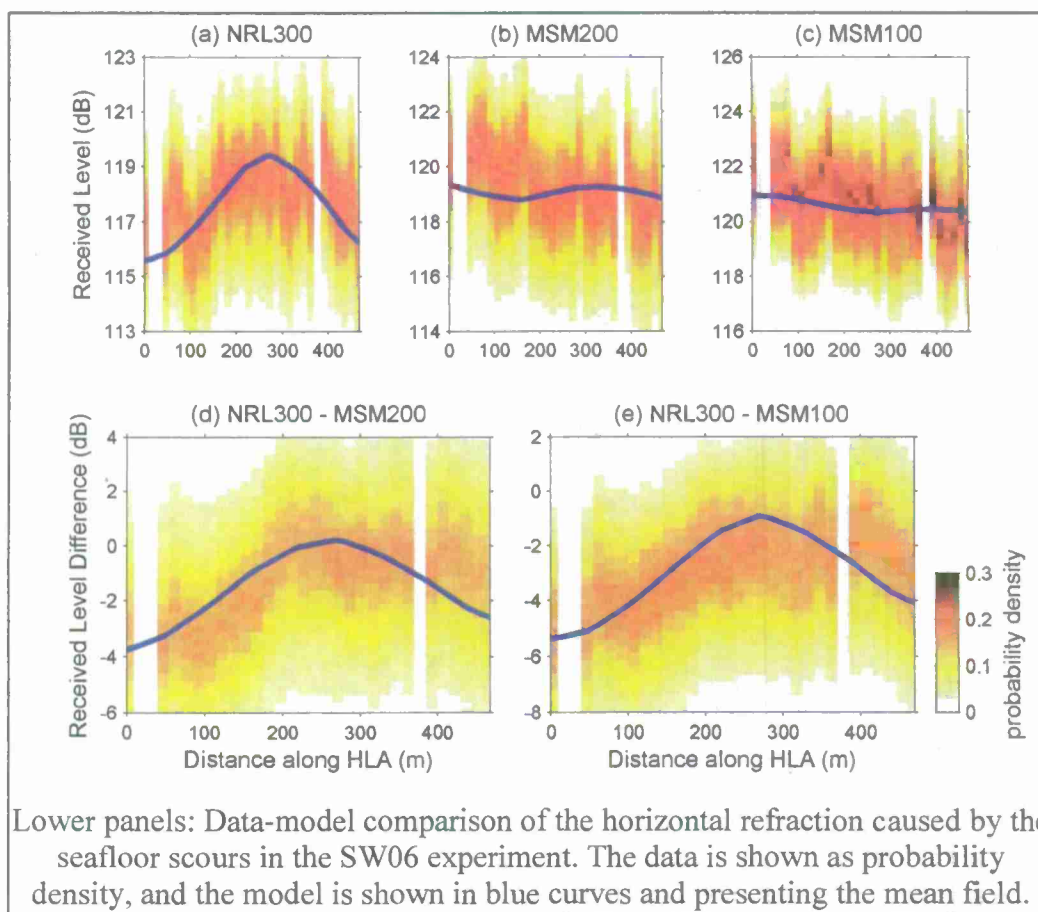 (a) NRL300
(b) MSM200
(c) MSM100
Received Level (dB)
123
121
119
117
115
113
0 100 200 300 400
124
122
120
118
116
114
0 100 200 300 400
126
124
122
120
118
116
0 100 200 300 400
(d) NRL300 - MSM200
(e) NRL300 - MSM100
Received Level Difference (dB)
4
2
0
-2
-4
-6
0 100 200 300 400
Distance along HLA (m)
2
0
-2
-4
-6
-8
0 100 200 300 400
Distance along HLA (m)
0.3
0.2
0.1
0
probability density
Lower panels: Data-model comparison of the horizontal refraction caused by the
seafloor scours in the SW06 experiment. The data is shown as probability
density, and the model is shown in blue curves and presenting the mean field.